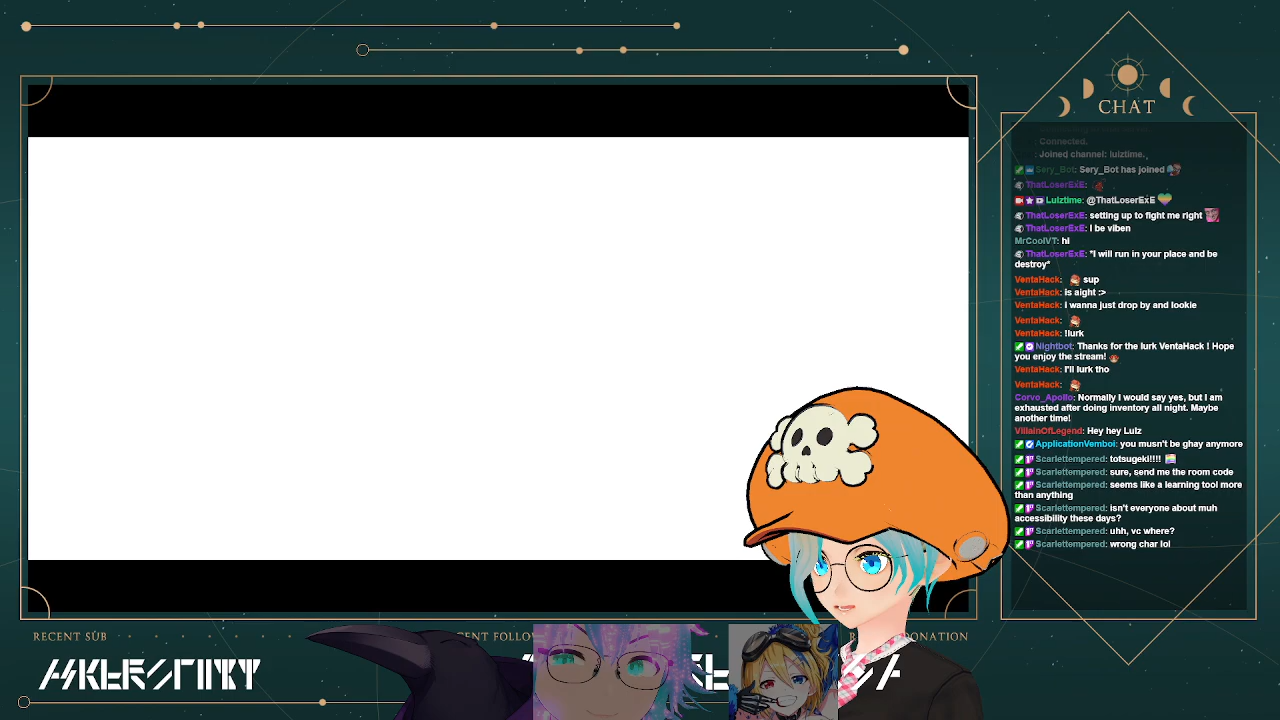 CHAT
Connected.
: Joined channel: lulztime.
Sery_Bot: Sery_Bot has joined
ThatLoserExE:
Lulztime: @ThatLoserExE
ThatLoserExE: setting up to fight me right
ThatLoserExE: I be viben
MrCoolVT: hi
ThatLoserExE: *I will run in your place and be
destroy*
VentaHack: sup
VentaHack: is aight :>
VentaHack: i wanna just drop by and lookie
VentaHack:
VentaHack: !lurk
Nightbot: Thanks for the lurk VentaHack ! Hope
you enjoy the stream!
VentaHack: I'll lurk tho
VentaHack:
Corvo_Apollo: Normally I would say yes, but I am
exhausted after doing inventory all night. Maybe
another time!
VillainOfLegend: Hey hey Lulz
ApplicationVemboi: you musn't be ghay anymore
Scarlettempered: totsugeki!!!!
Scarlettempered: sure, send me the room code
Scarlettempered: seems like a learning tool more
than anything
Scarlettempered: isn't everyone about muh
accessibility these days?
Scarlettempered: uhh, vc where?
Scarlettempered: wrong char lol
RECENT SUB
DONATION